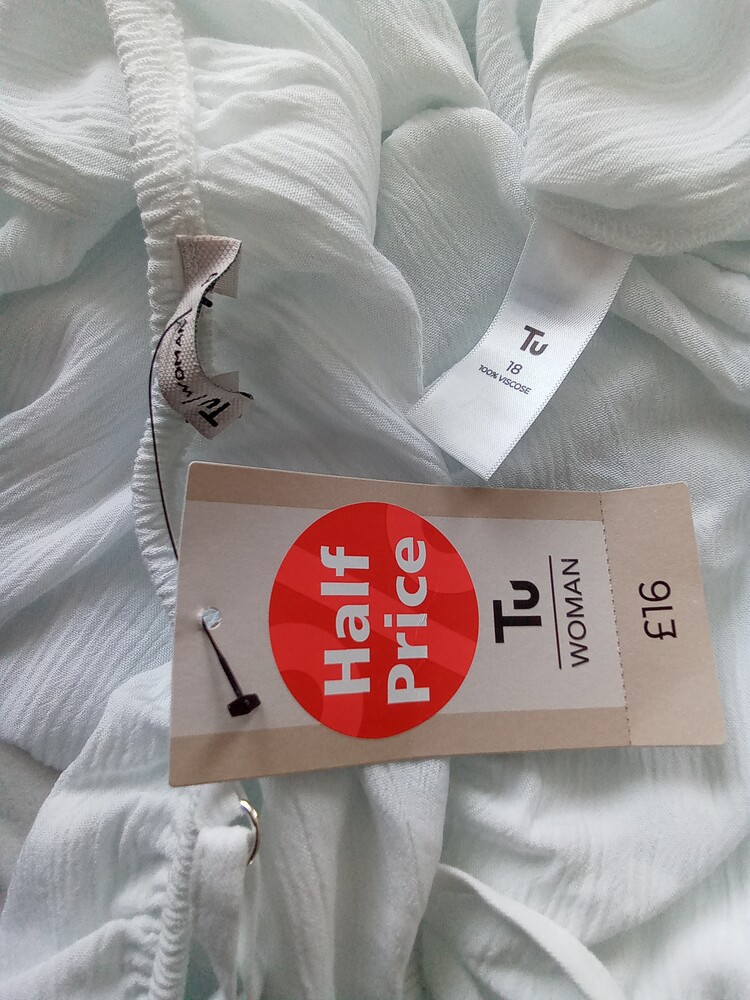 Tu
18
100% VISCOSE
Tu/WOMAN
Half
Price
Tu
WOMAN
£16